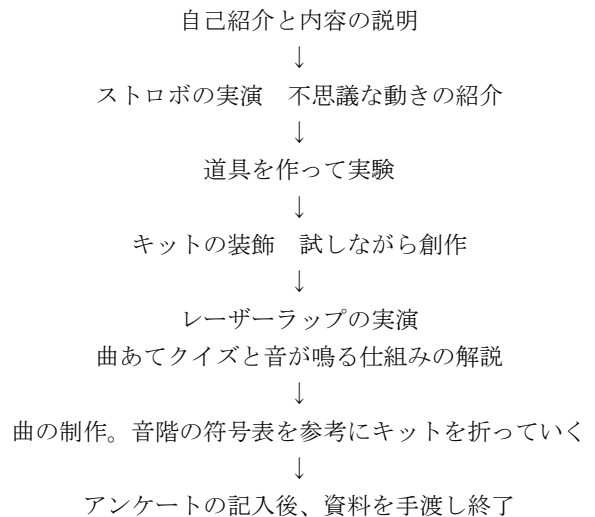 自己紹介と内容の説明
↓
ストロボの実演　不思議な動きの紹介
↓
道具を作って実験
↓
キットの装飾　試しながら創作
↓
レーザーラップの実演
曲あてクイズと音が鳴る仕組みの解説
↓
曲の制作。音階の符号表を参考にキットを折っていく
↓
アンケートの記入後、資料を手渡し終了